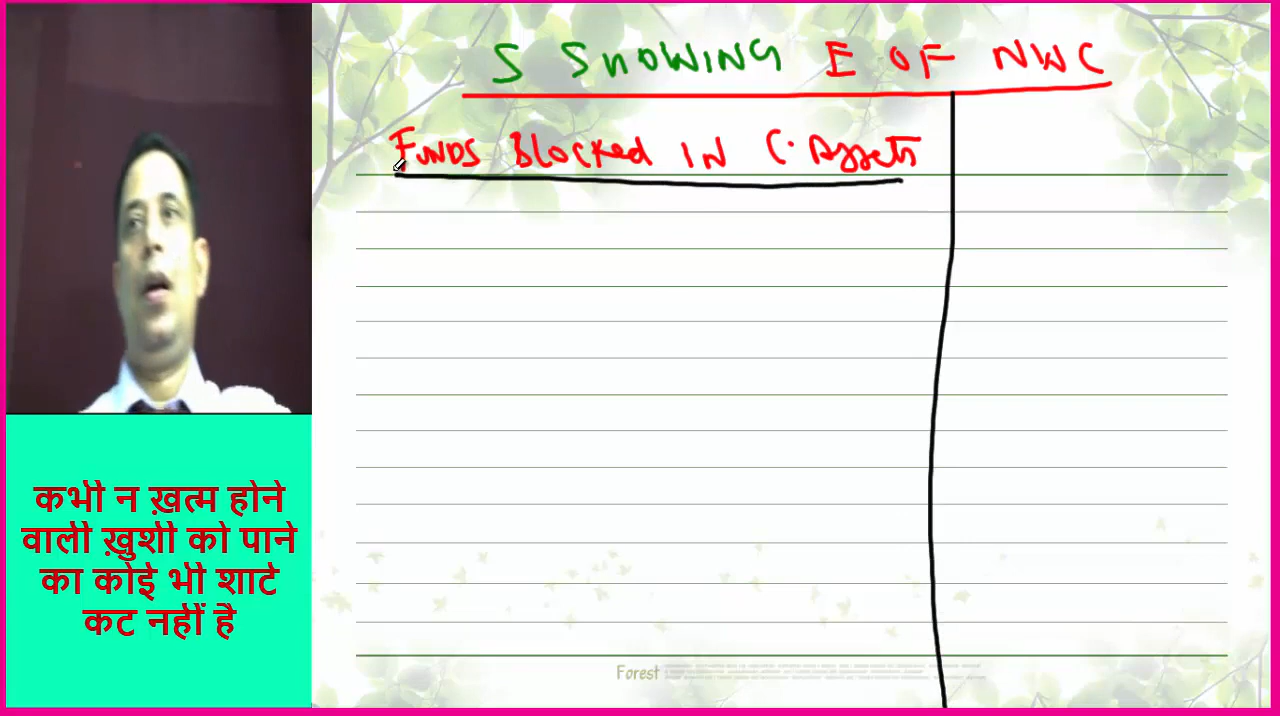 S SHOWING E OF NWC
FUNDS Blocked IN C. Assets
कभी न ख़त्म होने
वाली ख़ुशी को पाने
का कोई भी शार्ट
कट नहीं है
Forest